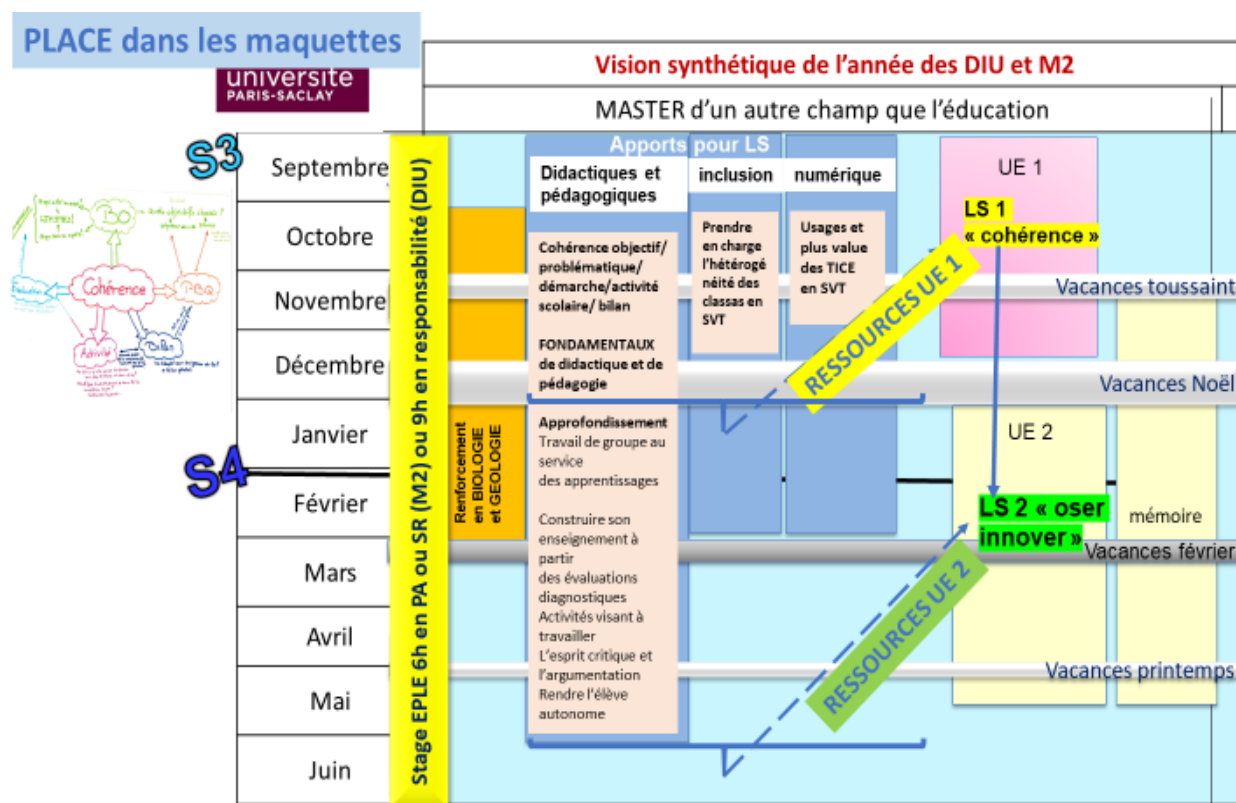 PLACE dans les maquettes
université
PARIS-SACLAY
Vision synthétique de l'année des DIU et M2
MASTER d'un autre champ que l'éducation
S3
Septembre
Octobre
Novembre
Décembre
Janvier
S4
Février
Mars
Avril
Mai
Juin
BO
Cohérence
PBQ
Activité
Bilan
Stage EPLE 6h en PA ou SR (M2) ou 9h en responsabilité (DIU)
Renforcement
en BIOLOGIE
et GEOLOGIE
Apports pour LS
Didactiques et
pédagogiques
Cohérence objectif/
problématique/
démarche/activité
scolaire/ bilan
FONDAMENTAUX
de didactique et de
pédagogie
Approfondissement
Travail de groupe au
service
des apprentissages
Construire son
enseignement à
partir
des évaluations
diagnostiques
Activités visant à
travailler
L'esprit critique et
l'argumentation
Rendre l'élève
autonome
inclusion
Prendre
en charge
l'hétérogé
néité des
classas en
SVT
numérique
Usages et
plus value
des TICE
en SVT
RESSOURCES UE 1
RESSOURCES UE 2
UE 1
LS 1
« cohérence »
UE 2
LS 2 « oser
innover »
mémoire
Vacances toussaint
Vacances Noël
Vacances février
Vacances printemps